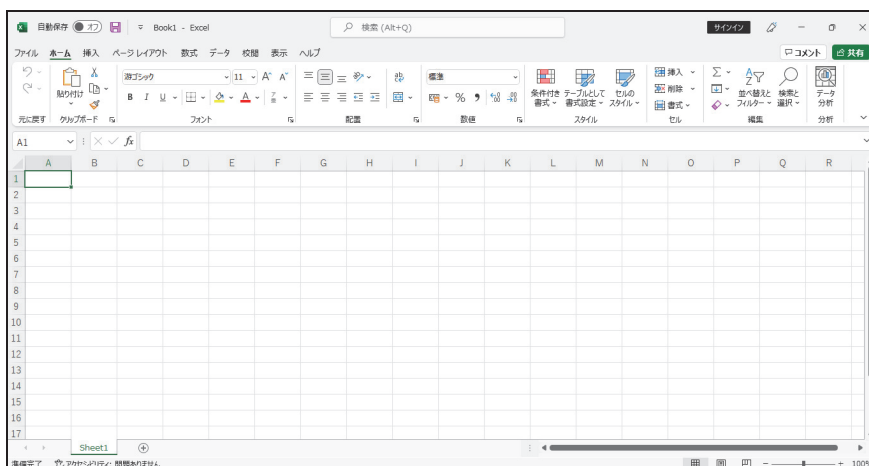 自動保存 オフ Book1 - Excel 検索 (Alt+Q) サインイン
ファイル ホーム 挿入 ページ レイアウト 数式 データ 校閲 表示 ヘルプ コメント 共有
貼り付け 游ゴシック 11 A^ A˅ ab 標準 条件付き テーブルとして セルの 挿入 Σ 並べ替えと 検索と データ
B I U A % 9 書式 書式設定 スタイル 削除 フィルター 選択 分析
書式
元に戻す クリップボード フォント 配置 数値 スタイル セル 編集 分析
A1 fx
A B C D E F G H I J K L M N O P Q R
1
2
3
4
5
6
7
8
9
10
11
12
13
14
15
16
17
Sheet1
準備完了 アクセシビリティ: 問題ありません 100%